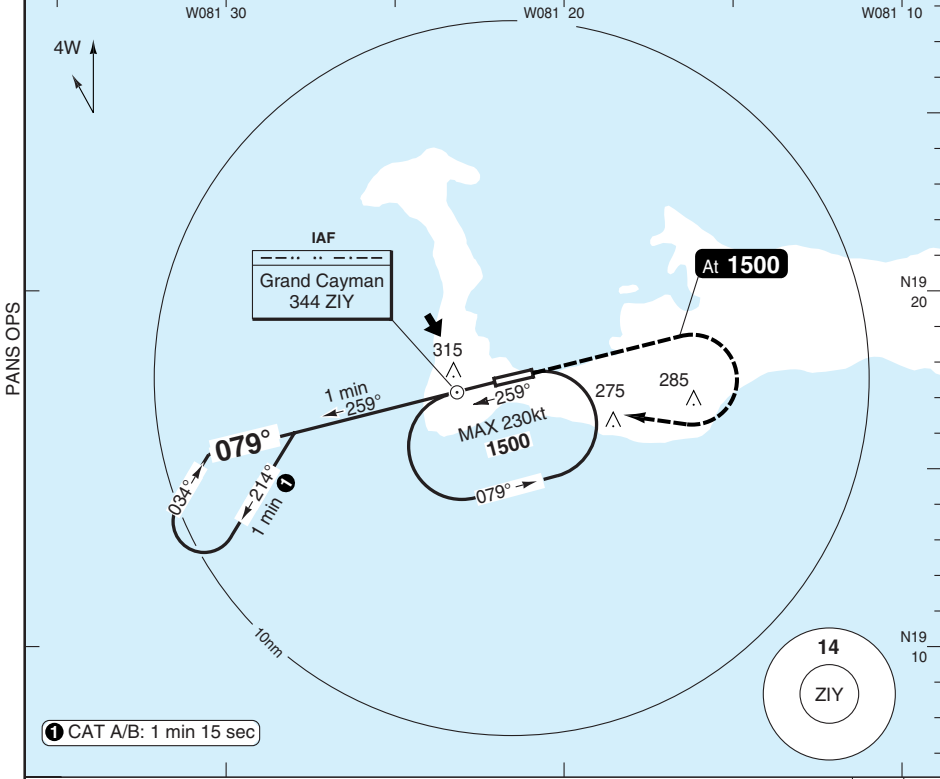 W081 30
W081 20
W081 10
4W
IAF
Grand Cayman
344 ZIY
At 1500
N19
20
PANS OPS
315
275
285
1 min
259°
259°
MAX 230kt
1500
079°
079°
034°
214°
1 min 1
10nm
N19
10
14
ZIY
1 CAT A/B: 1 min 15 sec